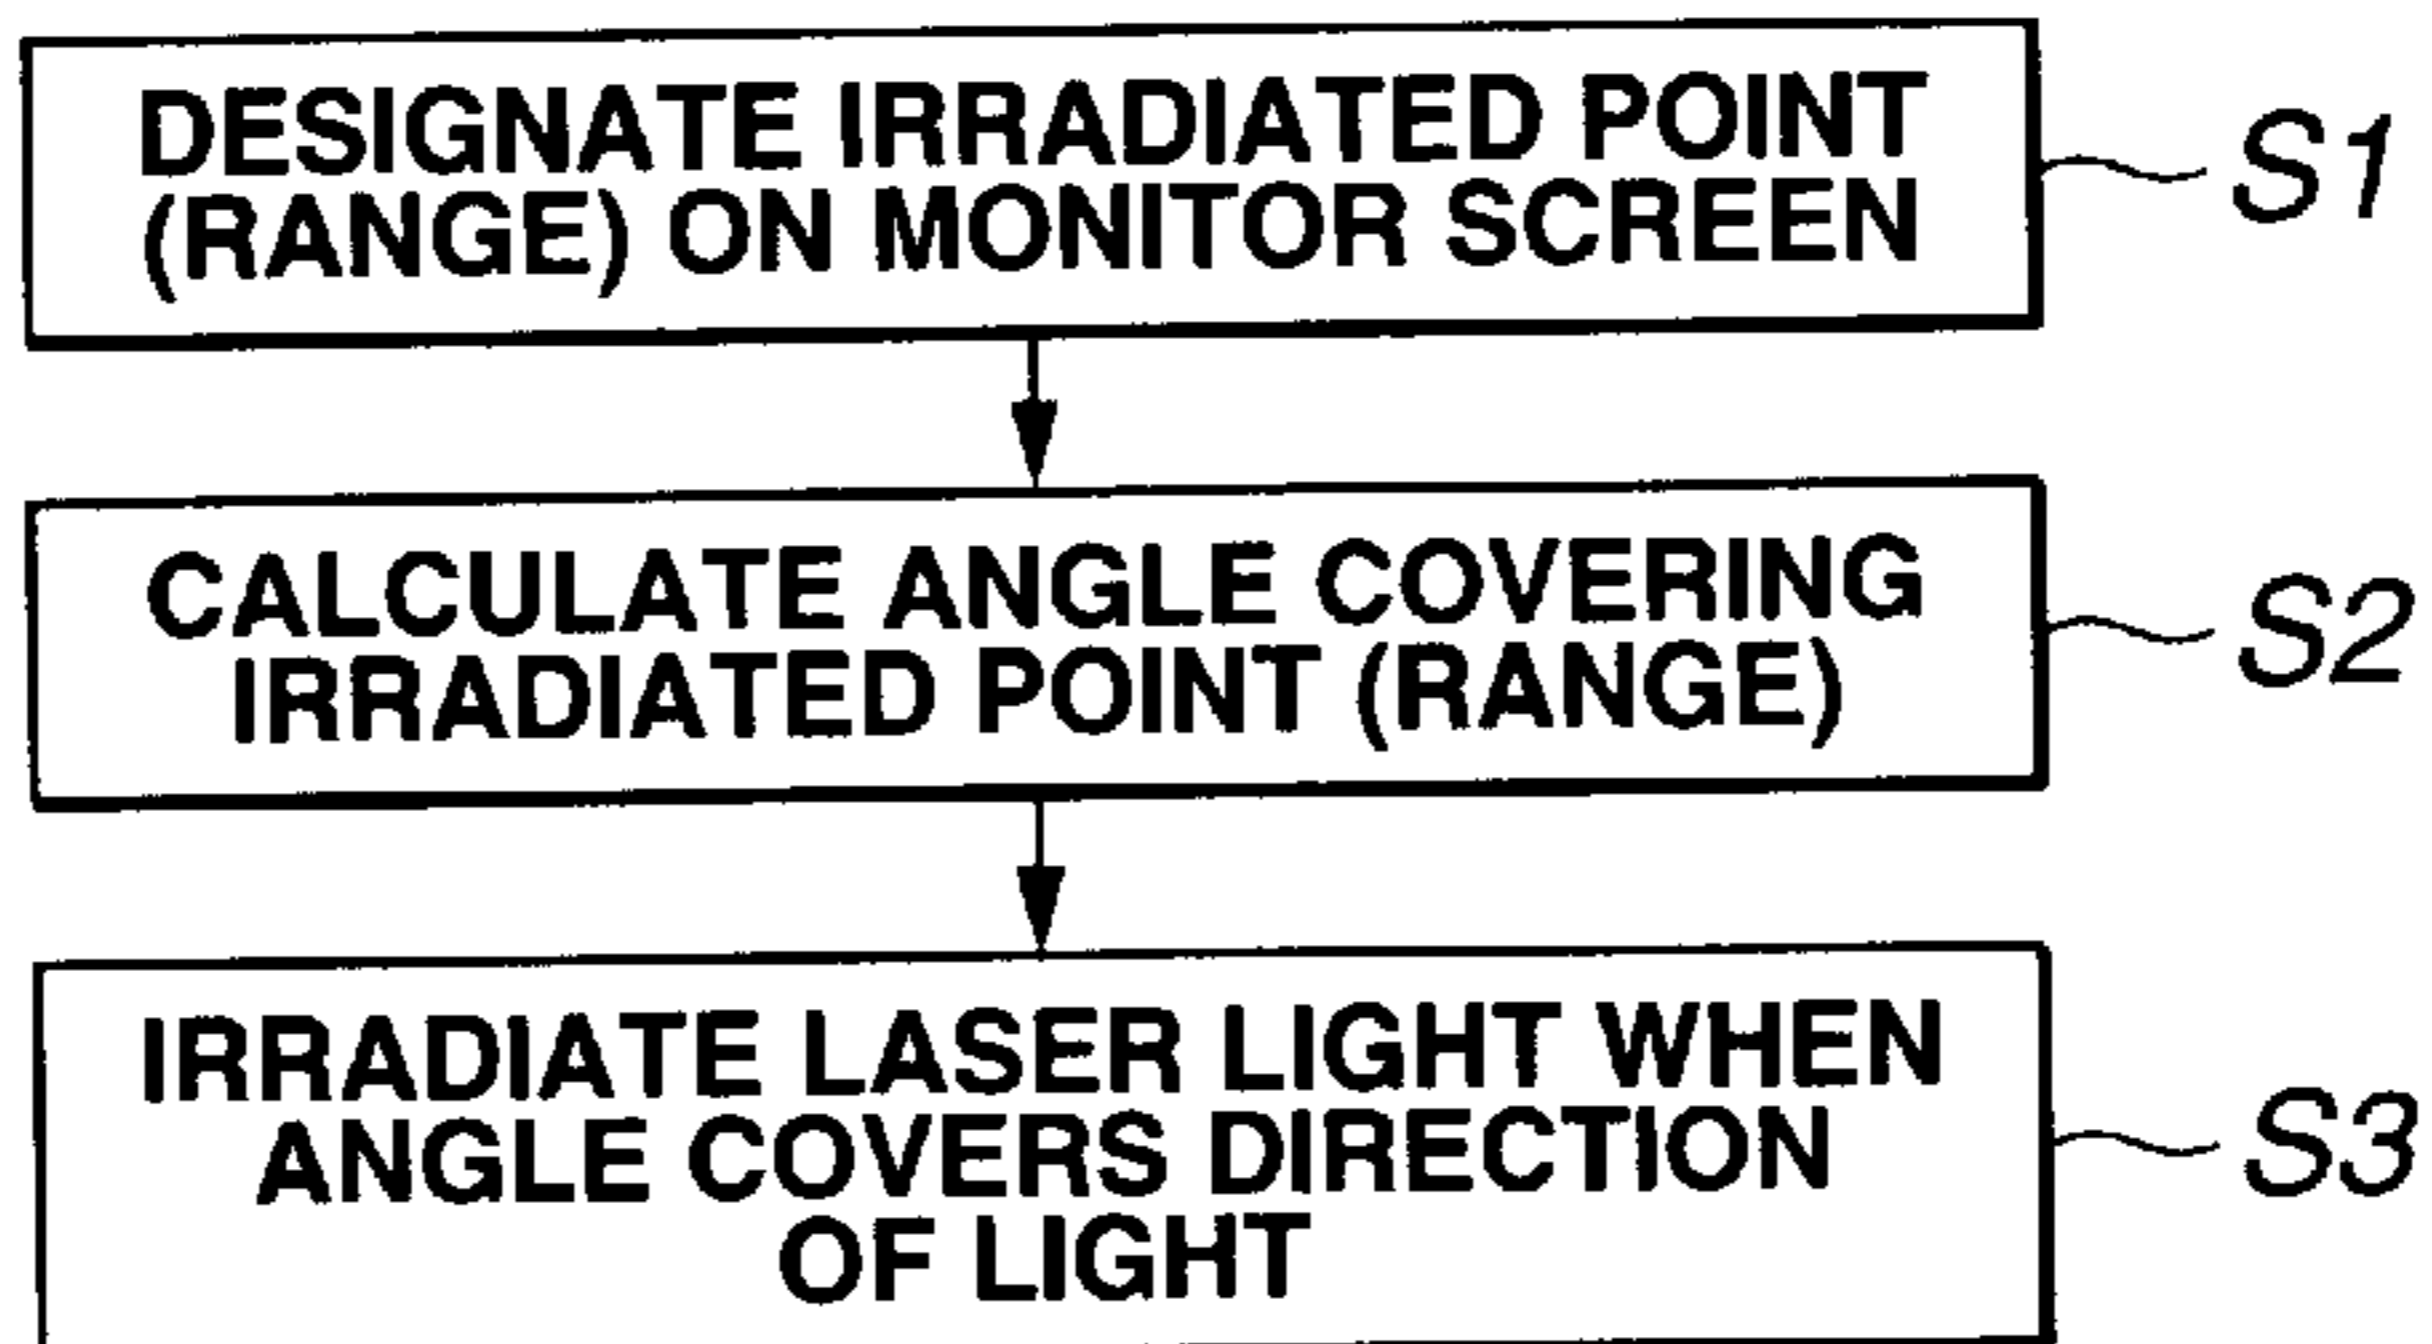 DESIGNATE IRRADIATED POINT
(RANGE) ON MONITOR SCREEN
S1
CALCULATE ANGLE COVERING
IRRADIATED POINT (RANGE)
S2
IRRADIATE LASER LIGHT WHEN
ANGLE COVERS DIRECTION
OF LIGHT
S3